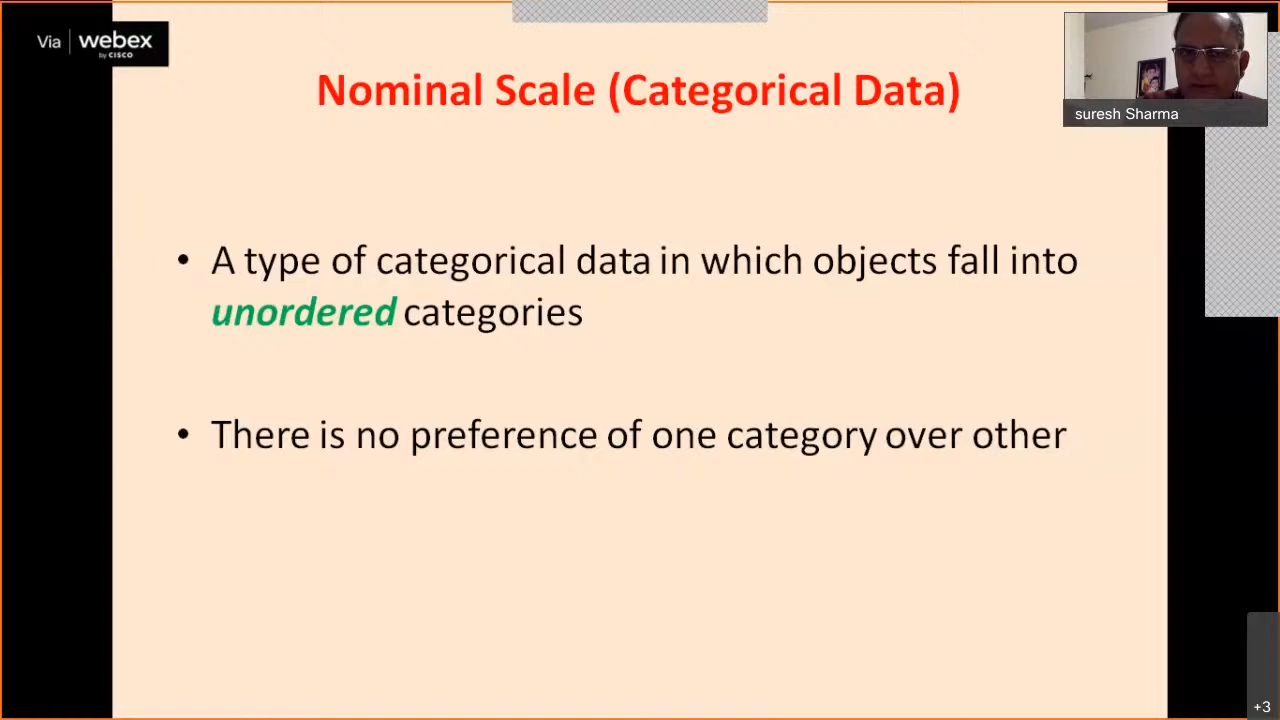 Via webex
by CISCO
Nominal Scale (Categorical Data)
suresh Sharma
• A type of categorical data in which objects fall into
unordered categories
• There is no preference of one category over other
+3